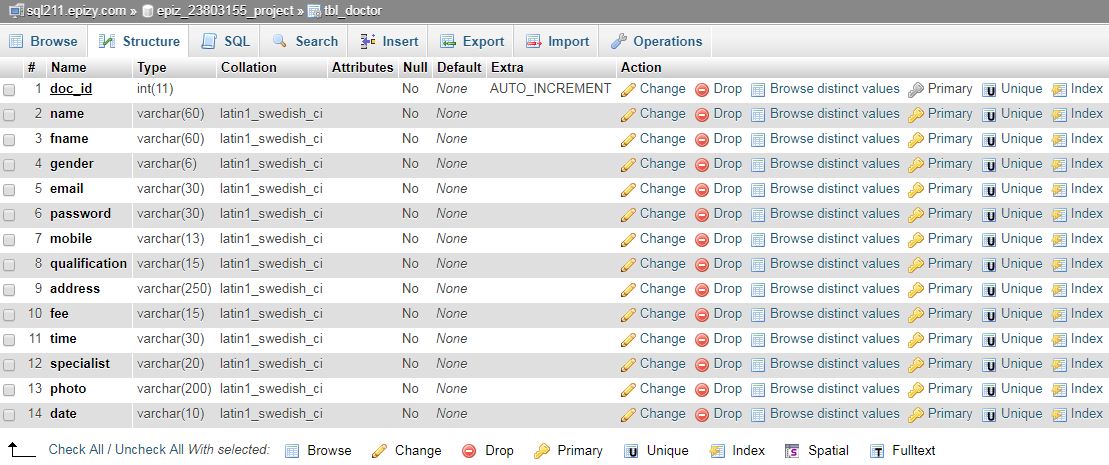 sql211.epizy.com » epiz_23803155_project » tbl_doctor
Browse Structure SQL Search Insert Export Import Operations
# Name Type Collation Attributes Null Default Extra Action
1 doc_id int(11) No None AUTO_INCREMENT Change Drop Browse distinct values Primary Unique Index
2 name varchar(60) latin1_swedish_ci No None Change Drop Browse distinct values Primary Unique Index
3 fname varchar(60) latin1_swedish_ci No None Change Drop Browse distinct values Primary Unique Index
4 gender varchar(6) latin1_swedish_ci No None Change Drop Browse distinct values Primary Unique Index
5 email varchar(30) latin1_swedish_ci No None Change Drop Browse distinct values Primary Unique Index
6 password varchar(30) latin1_swedish_ci No None Change Drop Browse distinct values Primary Unique Index
7 mobile varchar(13) latin1_swedish_ci No None Change Drop Browse distinct values Primary Unique Index
8 qualification varchar(15) latin1_swedish_ci No None Change Drop Browse distinct values Primary Unique Index
9 address varchar(250) latin1_swedish_ci No None Change Drop Browse distinct values Primary Unique Index
10 fee varchar(15) latin1_swedish_ci No None Change Drop Browse distinct values Primary Unique Index
11 time varchar(30) latin1_swedish_ci No None Change Drop Browse distinct values Primary Unique Index
12 specialist varchar(20) latin1_swedish_ci No None Change Drop Browse distinct values Primary Unique Index
13 photo varchar(200) latin1_swedish_ci No None Change Drop Browse distinct values Primary Unique Index
14 date varchar(10) latin1_swedish_ci No None Change Drop Browse distinct values Primary Unique Index
Check All / Uncheck All With selected: Browse Change Drop Primary Unique Index Spatial Fulltext